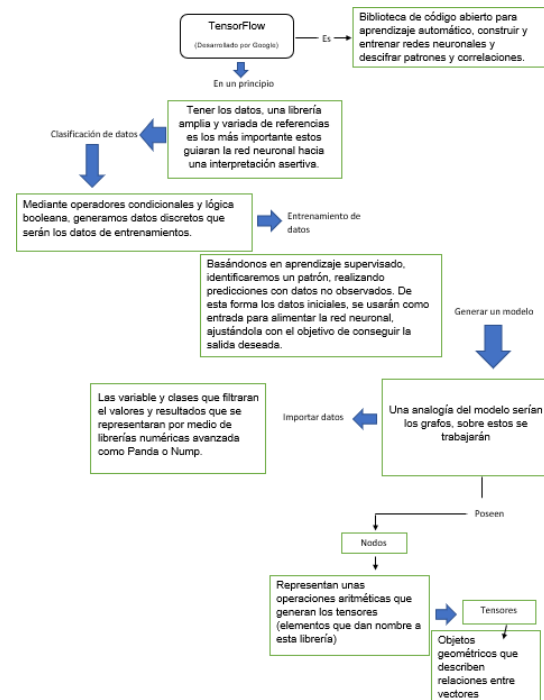 TensorFlow
(Desarrollado por Google)
Es
Biblioteca de código abierto para
aprendizaje automático, construir y
entrenar redes neuronales y
descifrar patrones y correlaciones.
En un principio
Tener los datos, una librería
amplia y variada de referencias
es los más importante estos
guiaran la red neuronal hacia
una interpretación asertiva.
Clasificación de datos
Mediante operadores condicionales y lógica
booleana, generamos datos discretos que
serán los datos de entrenamientos.
Entrenamiento de
datos
Basándonos en aprendizaje supervisado,
identificaremos un patrón, realizando
predicciones con datos no observados. De
esta forma los datos iniciales, se usarán como
entrada para alimentar la red neuronal,
ajustándola con el objetivo de conseguir la
salida deseada.
Generar un modelo
Una analogía del modelo serían
los grafos, sobre estos se
trabajarán
Importar datos
Las variable y clases que filtraran
el valores y resultados que se
representaran por medio de
librerías numéricas avanzada
como Panda o Nump.
Poseen
Nodos
Representan unas
operaciones aritméticas que
generan los tensores
(elementos que dan nombre a
esta librería)
Tensores
Objetos
geométricos que
describen
relaciones entre
vectores